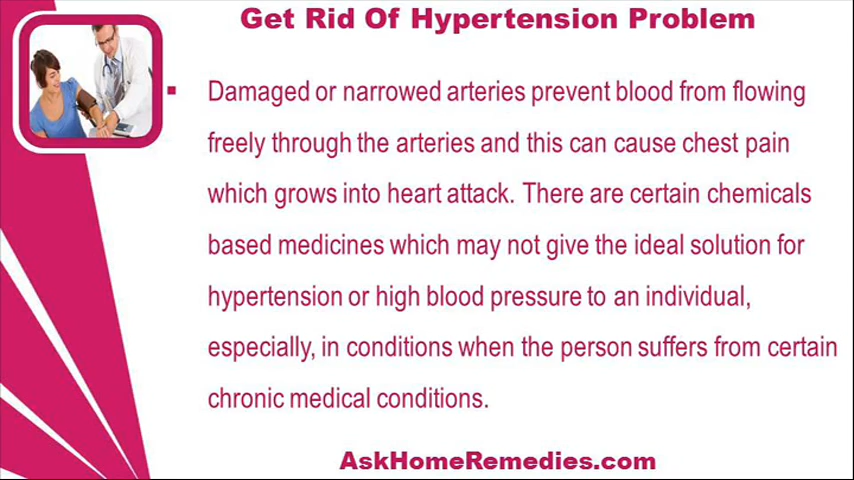 Get Rid Of Hypertension Problem
Damaged or narrowed arteries prevent blood from flowing
freely through the arteries and this can cause chest pain
which grows into heart attack. There are certain chemicals
based medicines which may not give the ideal solution for
hypertension or high blood pressure to an individual,
especially, in conditions when the person suffers from certain
chronic medical conditions.
AskHomeRemedies.com